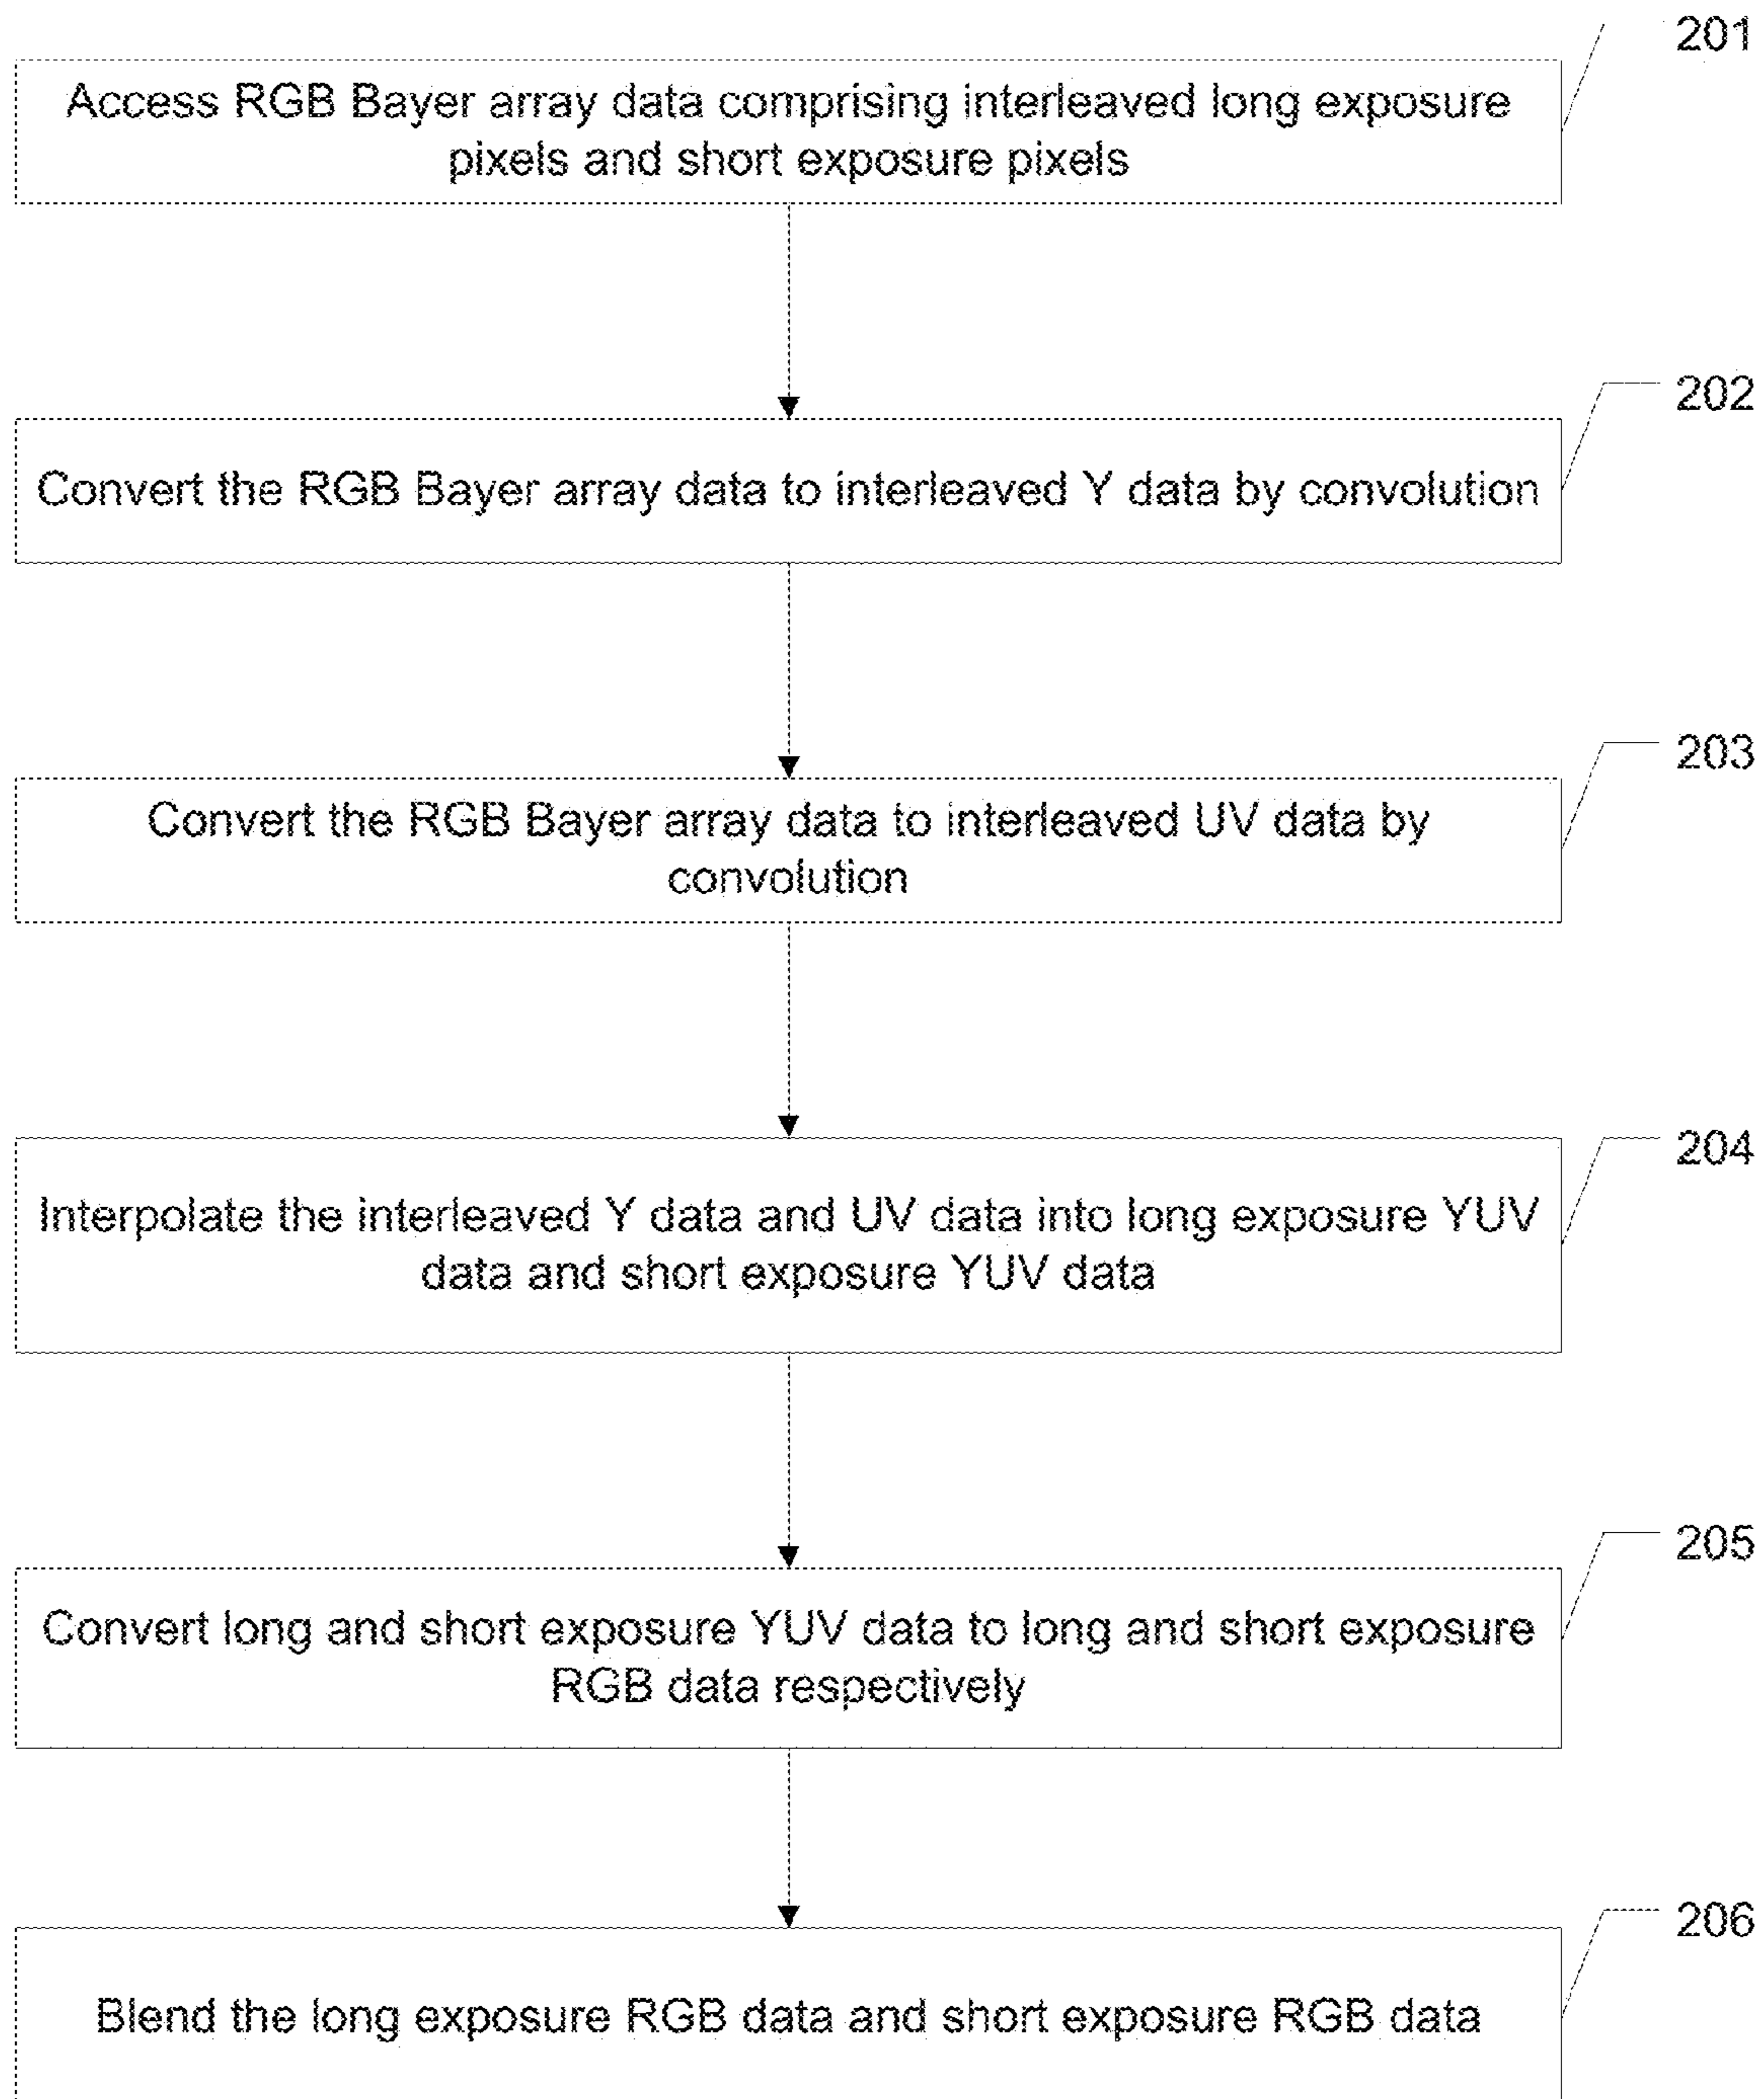 201
Access RGB Bayer array data comprising interleaved long exposure
pixels and short exposure pixels
202
Convert the RGB Bayer array data to interleaved Y data by convolution
203
Convert the RGB Bayer array data to interleaved UV data by
convolution
204
Interpolate the interleaved Y data and UV data into long exposure YUV
data and short exposure YUV data
205
Convert long and short exposure YUV data to long and short exposure
RGB data respectively
206
Blend the long exposure RGB data and short exposure RGB data